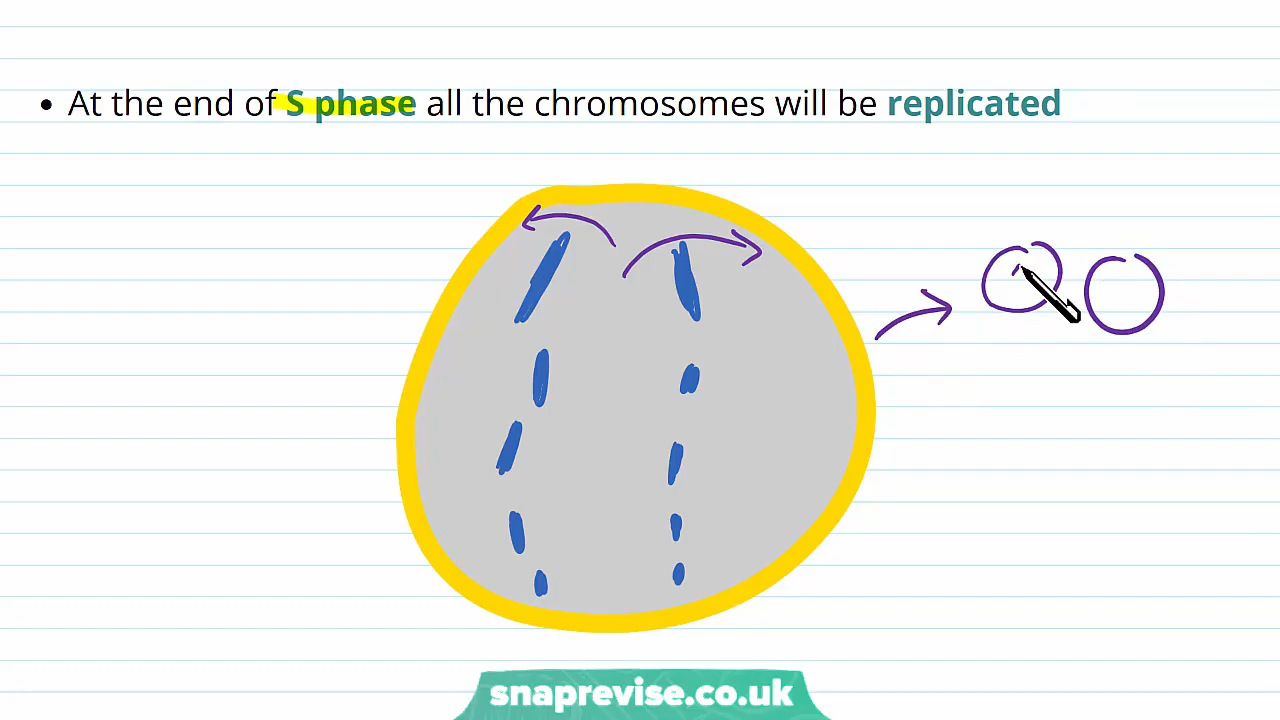 • At the end of S phase all the chromosomes will be replicated
snaprevise.co.uk